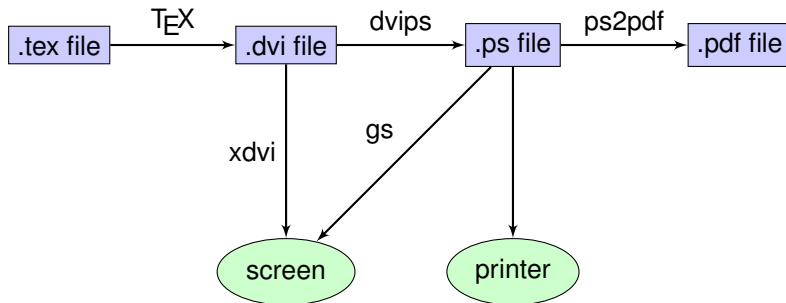 TEX
dvips
ps2pdf
.tex file
.dvi file
.ps file
.pdf file
xdvi
gs
screen
printer